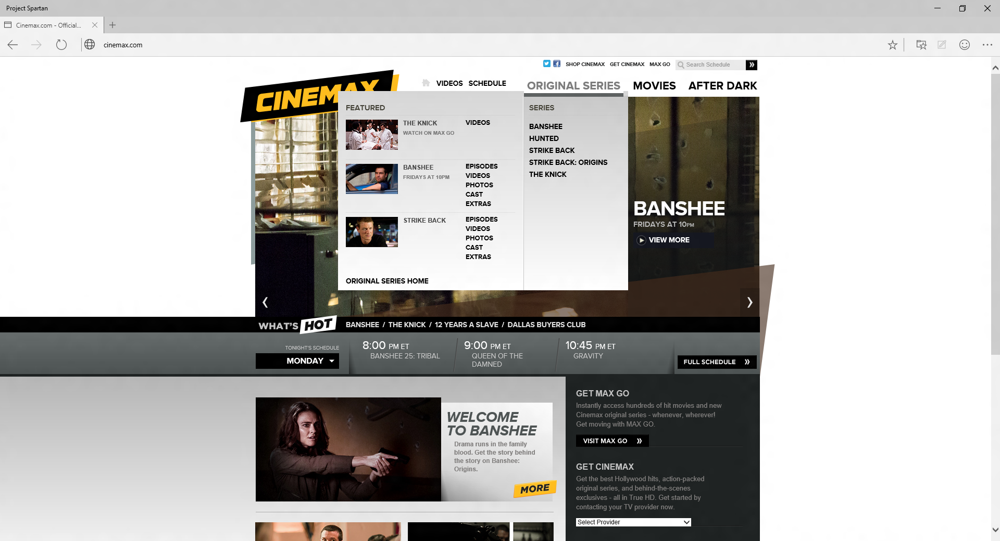 Project Spartan
Cinemax.com - Official...
cinemax.com
SHOP CINEMAX GET CINEMAX MAX GO Search Schedule
CINEMAX
VIDEOS SCHEDULE ORIGINAL SERIES MOVIES AFTER DARK
FEATURED
THE KNICK VIDEOS
WATCH ON MAX GO
BANSHEE
FRIDAYS AT 10PM
EPISODES
VIDEOS
PHOTOS
CAST
EXTRAS
STRIKE BACK
EPISODES
VIDEOS
PHOTOS
CAST
EXTRAS
ORIGINAL SERIES HOME
SERIES
BANSHEE
HUNTED
STRIKE BACK
STRIKE BACK: ORIGINS
THE KNICK
BANSHEE
FRIDAYS AT 10PM
VIEW MORE
WHAT'S HOT BANSHEE / THE KNICK / 12 YEARS A SLAVE / DALLAS BUYERS CLUB
TONIGHT'S SCHEDULE
MONDAY
8:00 PM ET
BANSHEE 25: TRIBAL
9:00 PM ET
QUEEN OF THE
DAMNED
10:45 PM ET
GRAVITY
FULL SCHEDULE
WELCOME
TO BANSHEE
Drama runs in the family
blood. Get the story behind
the story on Banshee:
Origins.
MORE
GET MAX GO
Instantly access hundreds of hit movies and new
Cinemax original series - whenever, wherever!
Get moving with MAX GO.
VISIT MAX GO
GET CINEMAX
Get the best Hollywood hits, action-packed
original series, and behind-the-scenes
exclusives - all in True HD. Get started by
contacting your TV provider now.
Select Provider